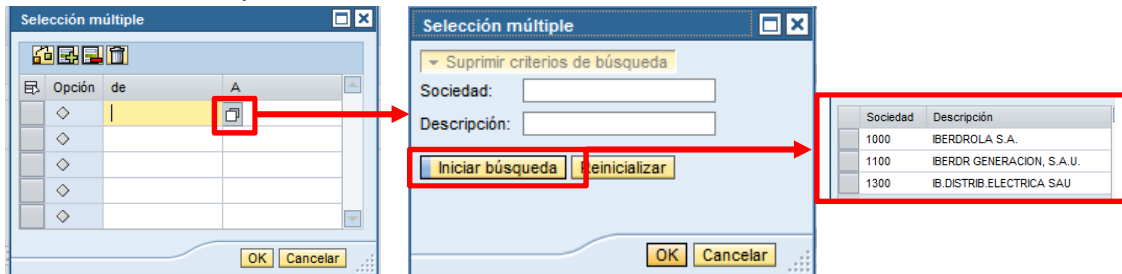 Selección múltiple
Opción de A
Selección múltiple
Suprimir criterios de búsqueda
Sociedad:
Descripción:
Iniciar búsqueda Reinicializar
OK Cancelar
OK Cancelar
Sociedad Descripción
1000 IBERDROLA S.A.
1100 IBERDR GENERACION, S.A.U.
1300 IB.DISTRIB.ELECTRICA SAU